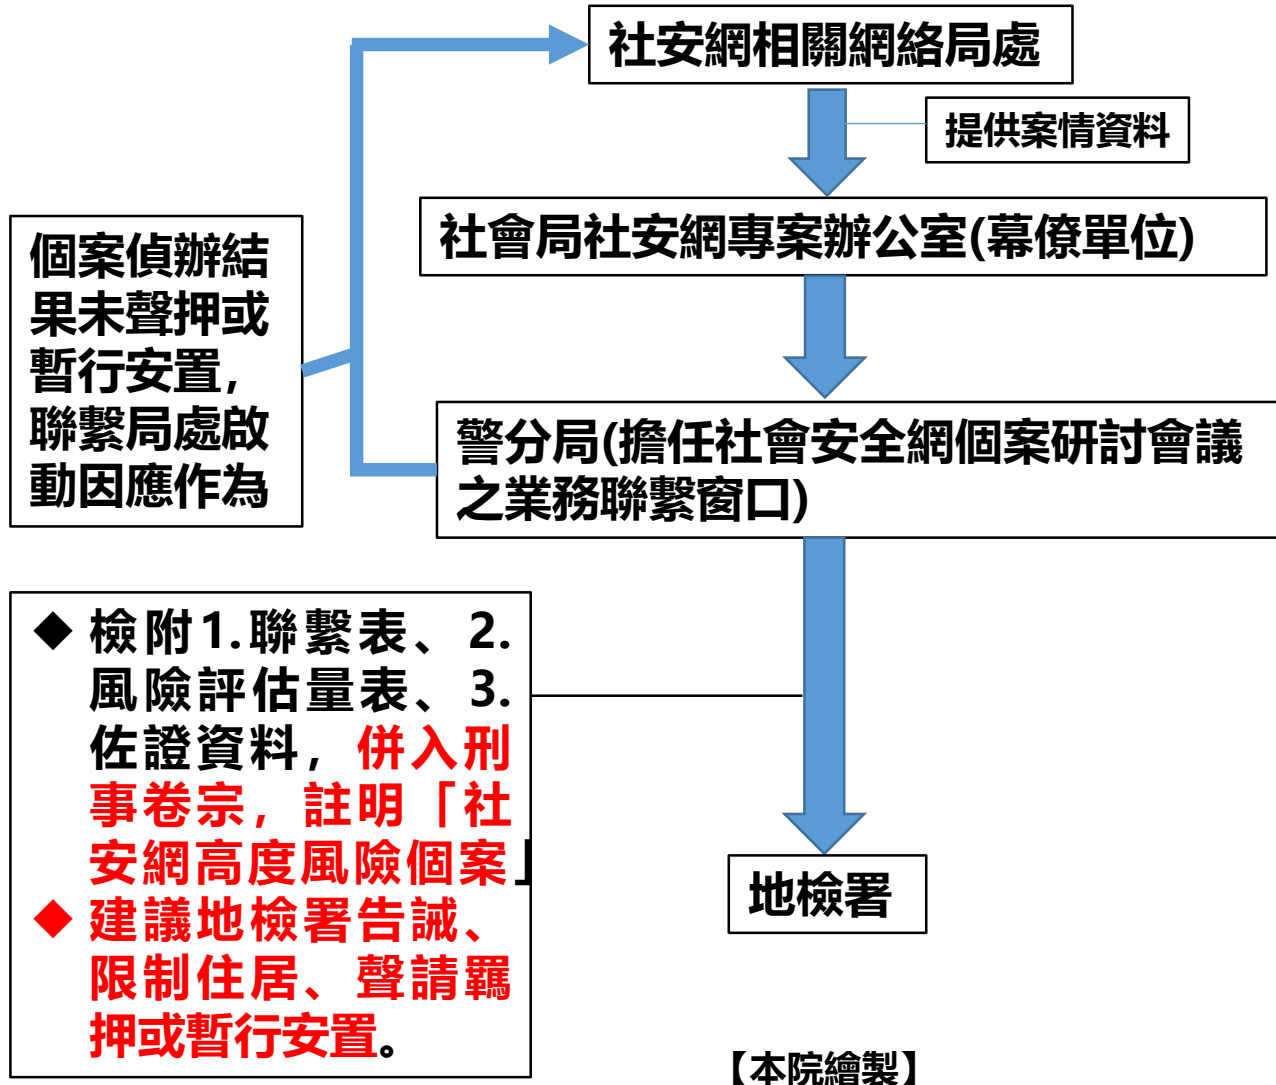 社安網相關網絡局處
提供案情資料
社會局社安網專案辦公室(幕僚單位)
個案偵辦結
果未聲押或
暫行安置，
聯繫局處啟
動因應作為
警分局(擔任社會安全網個案研討會議
之業務聯繫窗口)
◆ 檢附1.聯繫表、2.
風險評估量表、3.
佐證資料，併入刑
事卷宗，註明「社
安網高度風險個案」
◆ 建議地檢署告誡、
限制住居、聲請羈
押或暫行安置。
地檢署
【本院繪製】